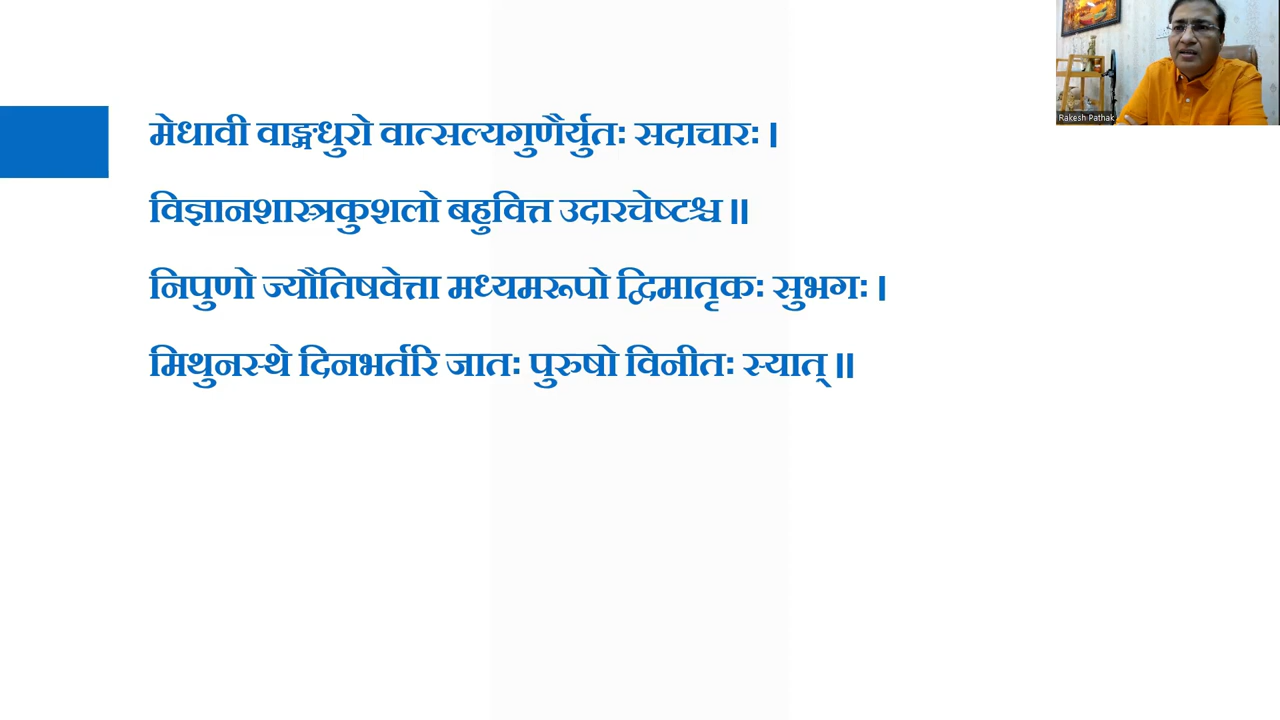 मेधावी वाङ्मधुरो वात्सल्यगुणैर्युतः सदाचारः ।
विज्ञानशास्त्रकुशलो बहुवित्त उदारचेष्टश्च ॥
निपुणो ज्यौतिषवेत्ता मध्यमरूपो द्विमातृकः सुभगः ।
मिथुनस्थे दिनभर्तरि जातः पुरुषो विनीतः स्यात् ॥
Rakesh Pathak